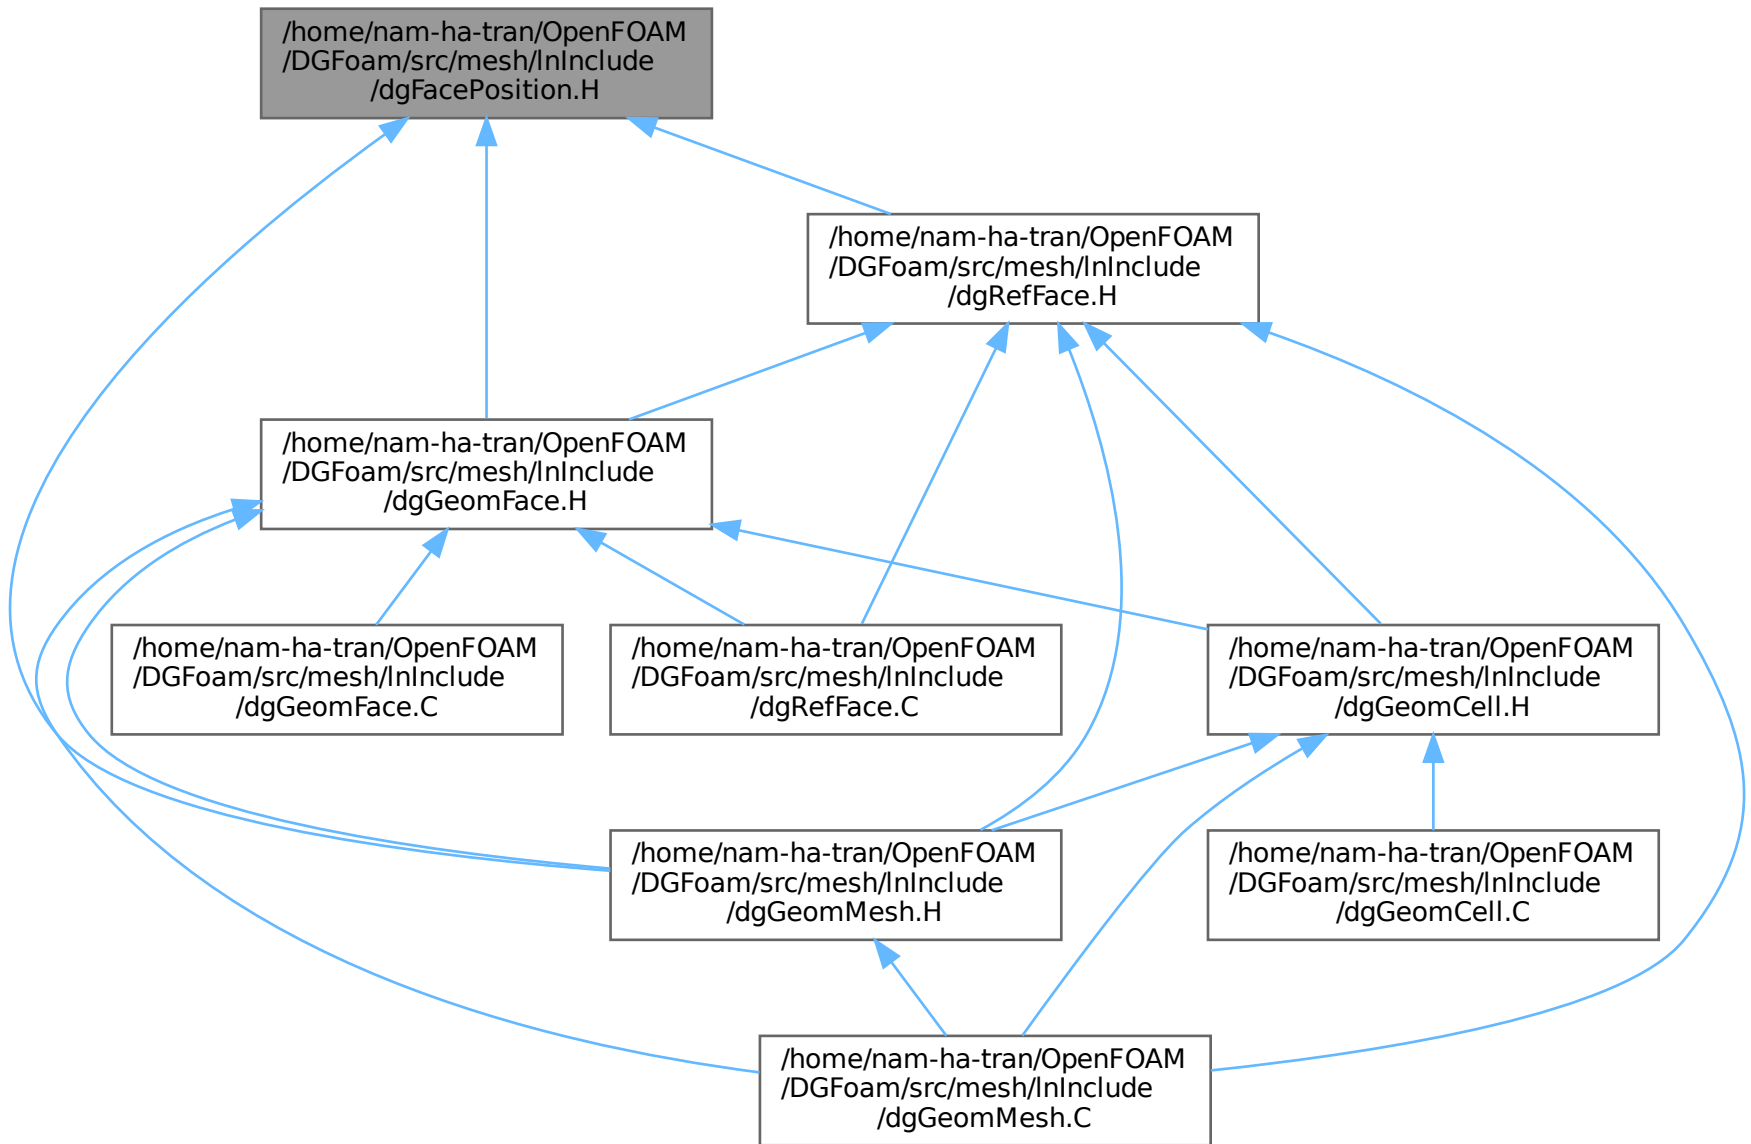 /home/nam-ha-tran/OpenFOAM
/DGFoam/src/mesh/lnInclude
/dgFacePosition.H
/home/nam-ha-tran/OpenFOAM
/DGFoam/src/mesh/lnInclude
/dgRefFace.H
/home/nam-ha-tran/OpenFOAM
/DGFoam/src/mesh/lnInclude
/dgGeomFace.H
/home/nam-ha-tran/OpenFOAM
/DGFoam/src/mesh/lnInclude
/dgGeomFace.C
/home/nam-ha-tran/OpenFOAM
/DGFoam/src/mesh/lnInclude
/dgRefFace.C
/home/nam-ha-tran/OpenFOAM
/DGFoam/src/mesh/lnInclude
/dgGeomCell.H
/home/nam-ha-tran/OpenFOAM
/DGFoam/src/mesh/lnInclude
/dgGeomMesh.H
/home/nam-ha-tran/OpenFOAM
/DGFoam/src/mesh/lnInclude
/dgGeomCell.C
/home/nam-ha-tran/OpenFOAM
/DGFoam/src/mesh/lnInclude
/dgGeomMesh.C